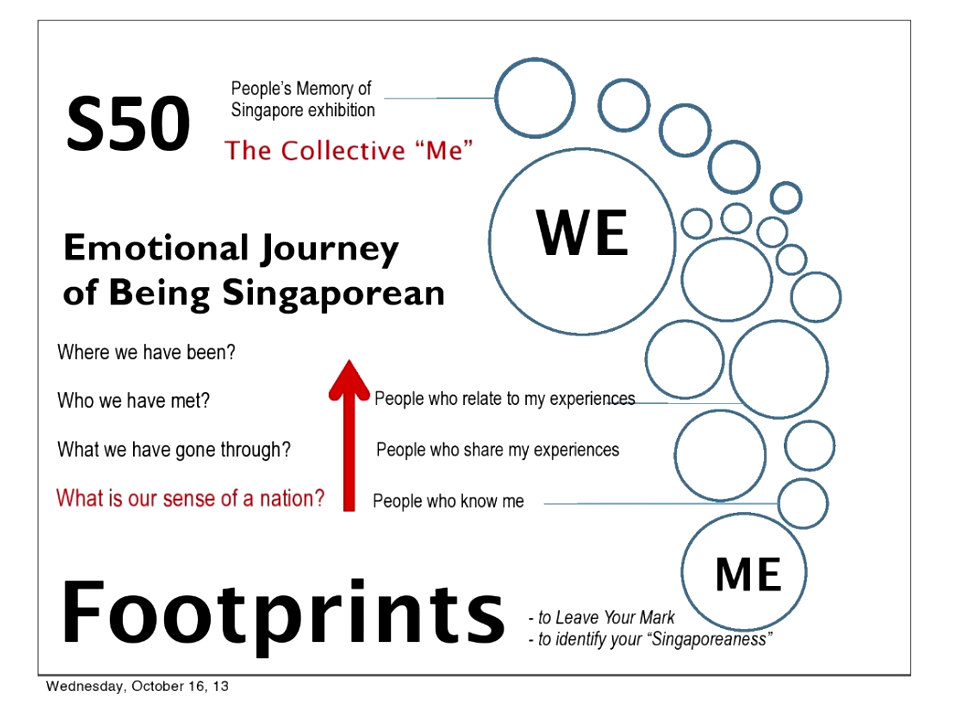 S50
People's Memory of
Singapore exhibition
The Collective “Me”
WE
Emotional Journey
of Being Singaporean
Where we have been?
Who we have met?
People who relate to my experiences
What we have gone through?
People who share my experiences
What is our sense of a nation?
People who know me
ME
Footprints
- to Leave Your Mark
- to identify your “Singaporeaness”
Wednesday, October 16, 13